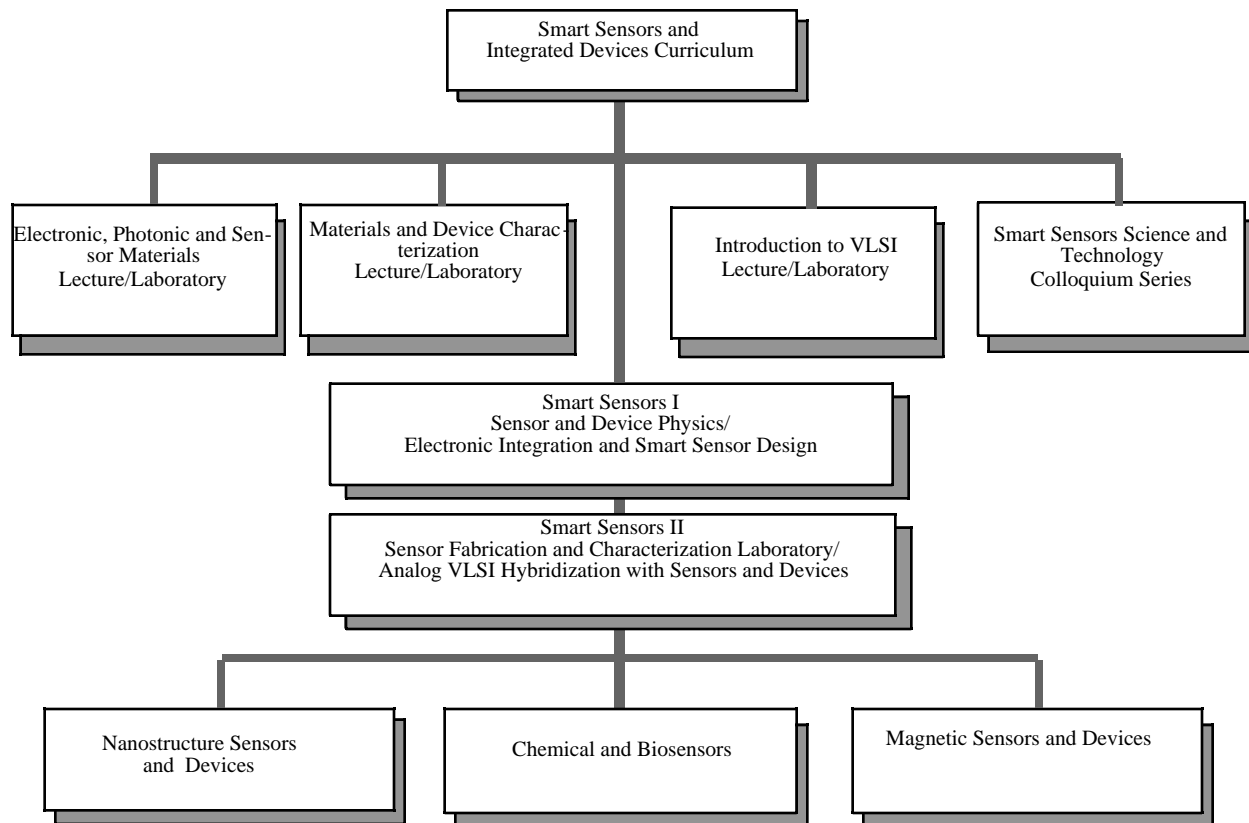 Smart Sensors and
Integrated Devices Curriculum
Electronic, Photonic and Sen-
sor Materials
Lecture/Laboratory
Materials and Device Charac-
terization
Lecture/Laboratory
Introduction to VLSI
Lecture/Laboratory
Smart Sensors Science and
Technology
Colloquium Series
Smart Sensors I
Sensor and Device Physics/
Electronic Integration and Smart Sensor Design
Smart Sensors II
Sensor Fabrication and Characterization Laboratory/
Analog VLSI Hybridization with Sensors and Devices
Nanostructure Sensors
and Devices
Chemical and Biosensors
Magnetic Sensors and Devices